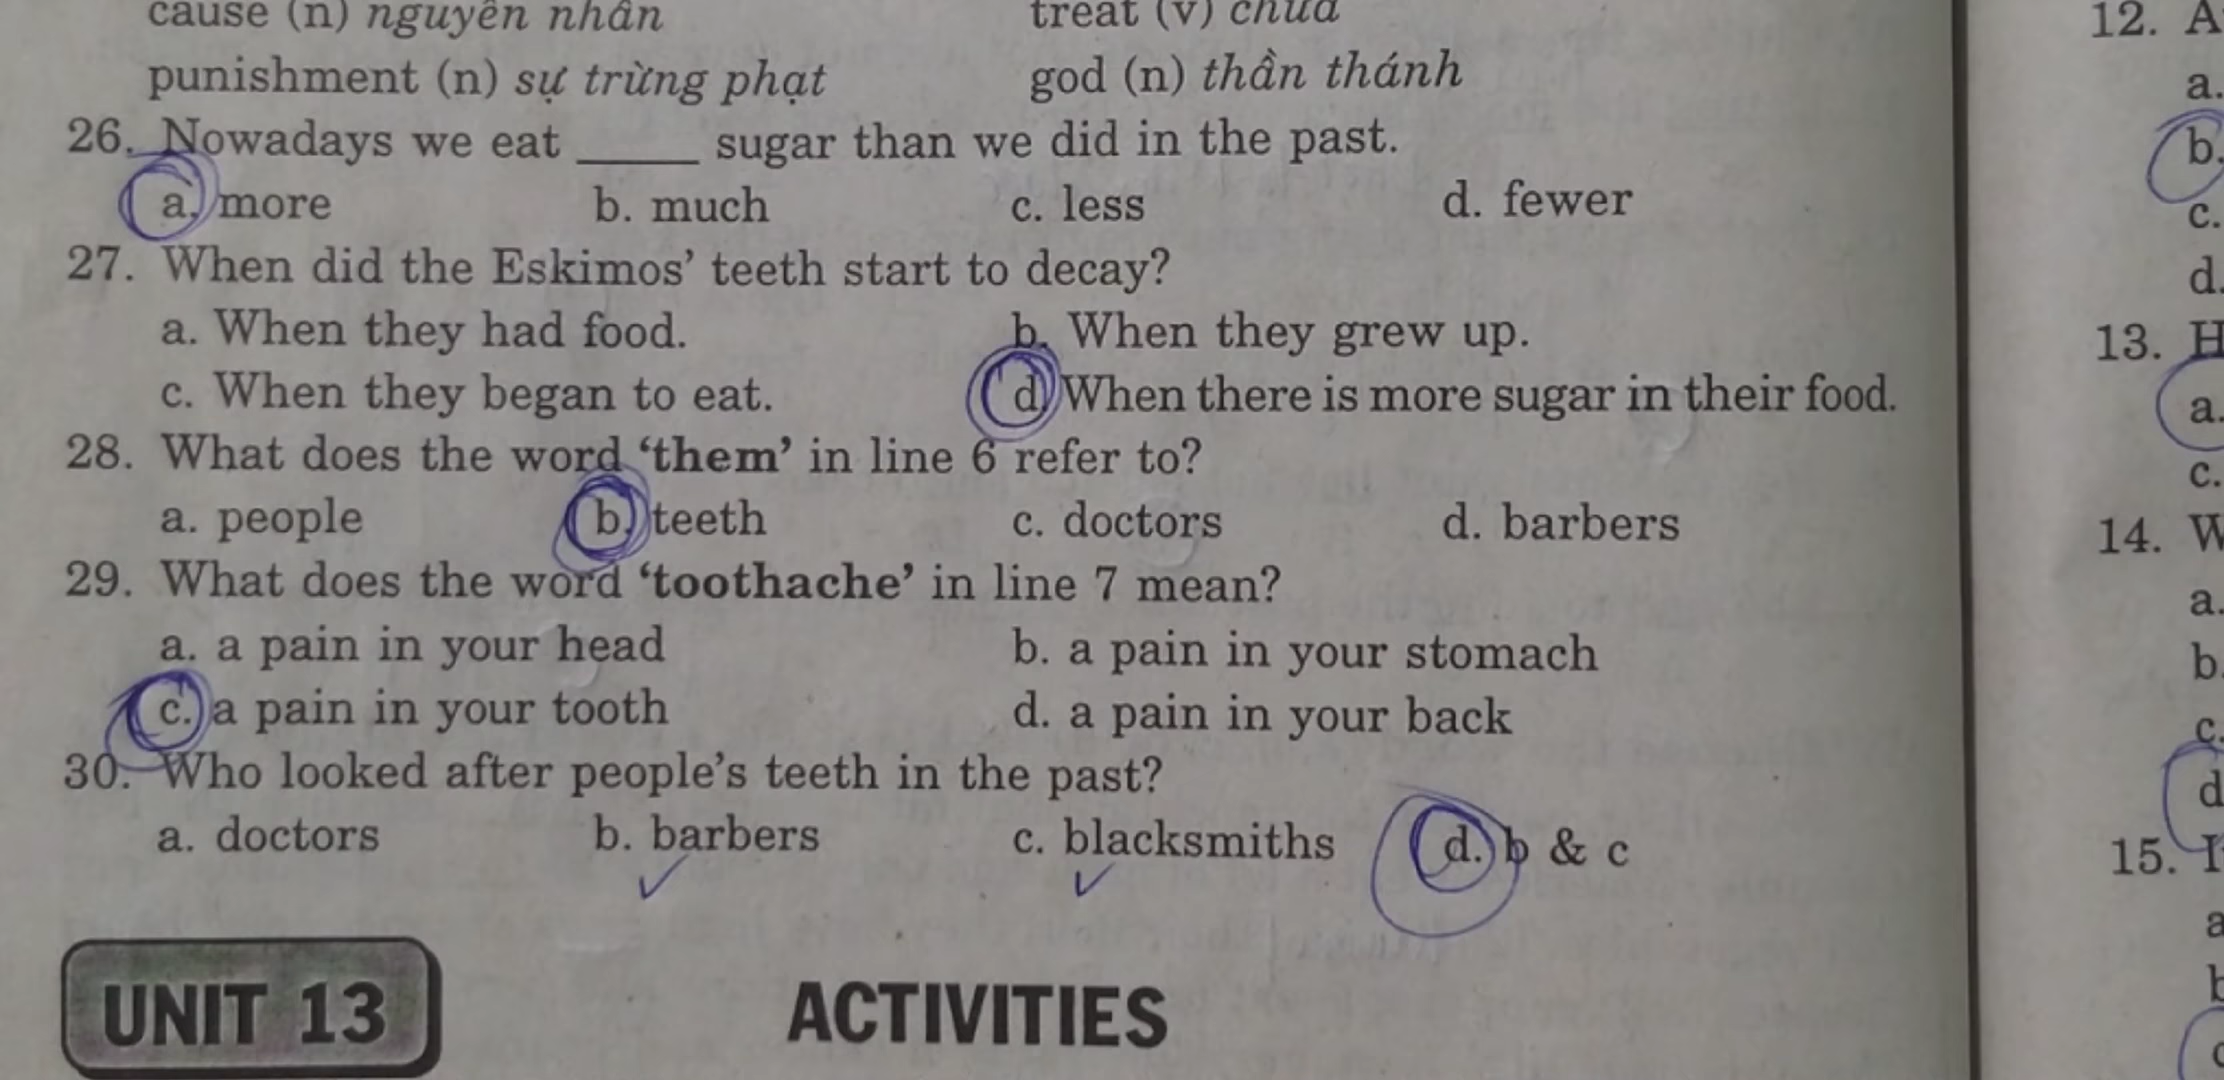 cause (n) nguyên nhân treat (v) chữa
punishment (n) sự trừng phạt god (n) thần thánh
26. Nowadays we eat _____ sugar than we did in the past.
a. more b. much c. less d. fewer
27. When did the Eskimos' teeth start to decay?
a. When they had food. b. When they grew up.
c. When they began to eat. d. When there is more sugar in their food.
28. What does the word 'them' in line 6 refer to?
a. people b. teeth c. doctors d. barbers
29. What does the word 'toothache' in line 7 mean?
a. a pain in your head b. a pain in your stomach
c. a pain in your tooth d. a pain in your back
30. Who looked after people's teeth in the past?
a. doctors b. barbers c. blacksmiths d. b & c
UNIT 13 ACTIVITIES
12. A
a.
b.
c.
d.
13. H
a.
c.
14. W
a.
b.
c.
d
15. I
a
b